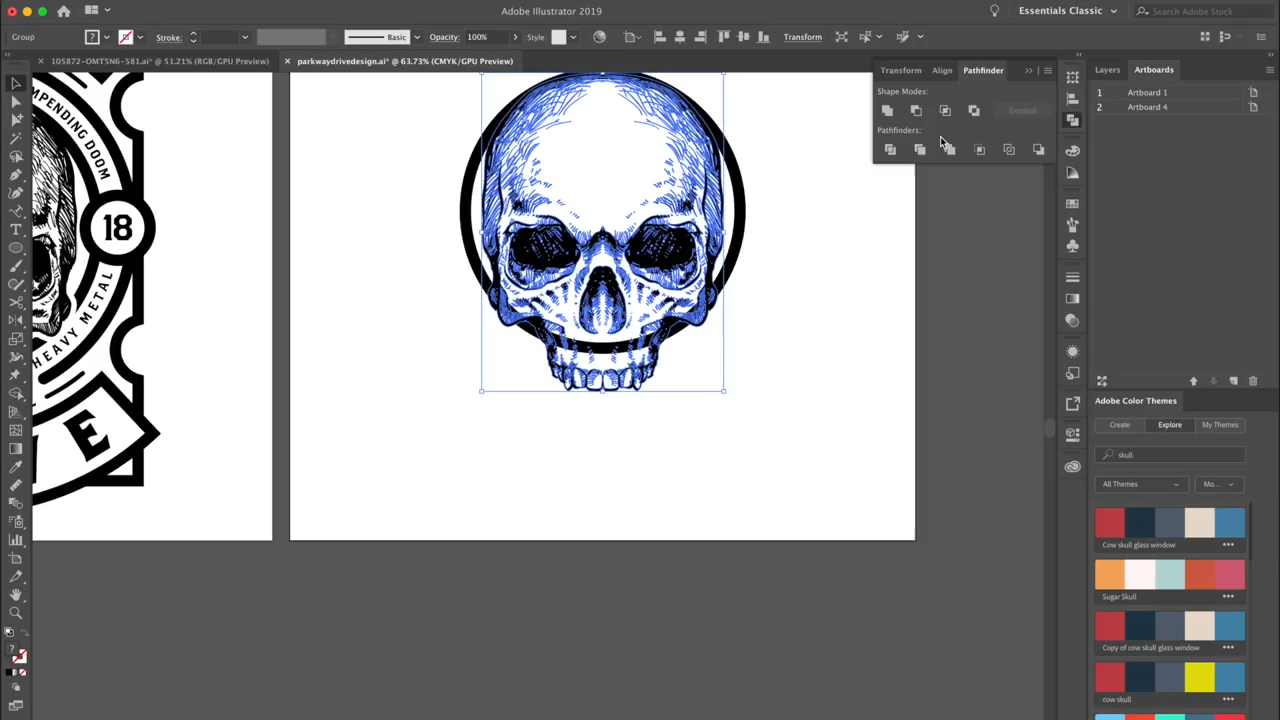 Adobe Illustrator 2019
Essentials Classic
Search Adobe Stock
Group
Stroke:
Basic
Opacity:
100%
Style:
Transform
105872-OMT5N6-581.ai* @ 51.21% (RGB/GPU Preview)
parkwaydrivedesign.ai* @ 63.73% (CMYK/GPU Preview)
Transform
Align
Pathfinder
Shape Modes:
Expand
Pathfinders:
Layers
Artboards
1 Artboard 1
2 Artboard 4
MPENDING DOOM
18
HEAVY METAL
E
Adobe Color Themes
Create
Explore
My Themes
skull
All Themes
Mo...
Cow skull glass window
Sugar Skull
Copy of cow skull glass window
cow skull